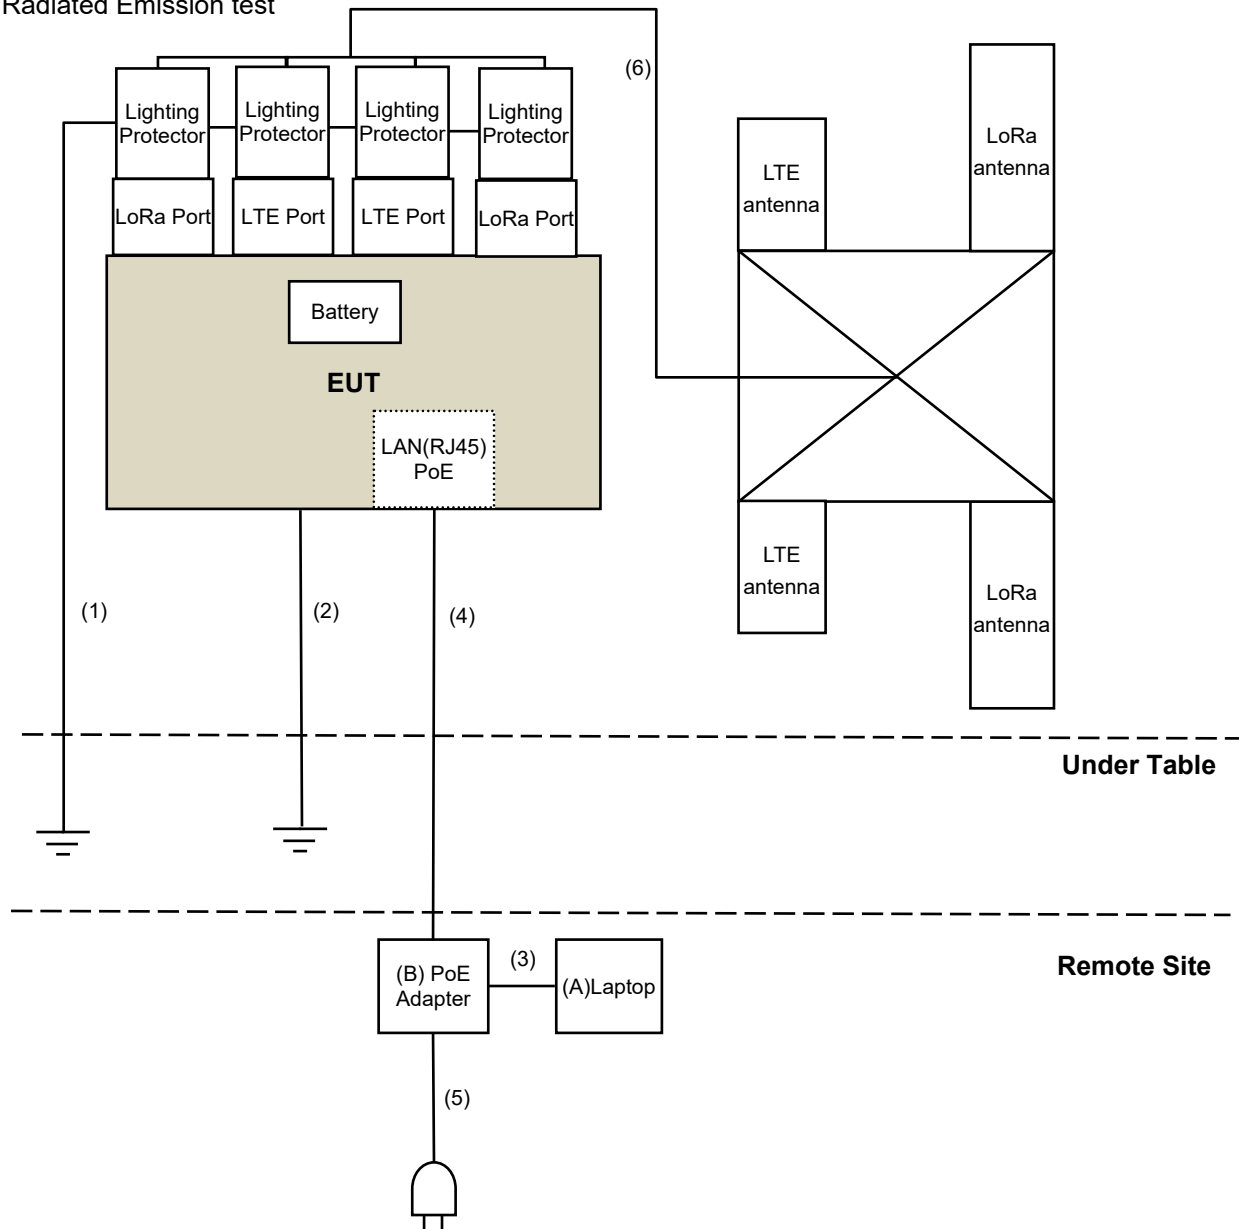 Radiated Emission test
(6)
Lighting
Protector
Lighting
Protector
Lighting
Protector
Lighting
Protector
LoRa Port
LTE Port
LTE Port
LoRa Port
Battery
EUT
LAN(RJ45)
PoE
LTE
antenna
LoRa
antenna
LTE
antenna
LoRa
antenna
(1)
(2)
(4)
Under Table
(B) PoE
Adapter
(3)
(A)Laptop
Remote Site
(5)